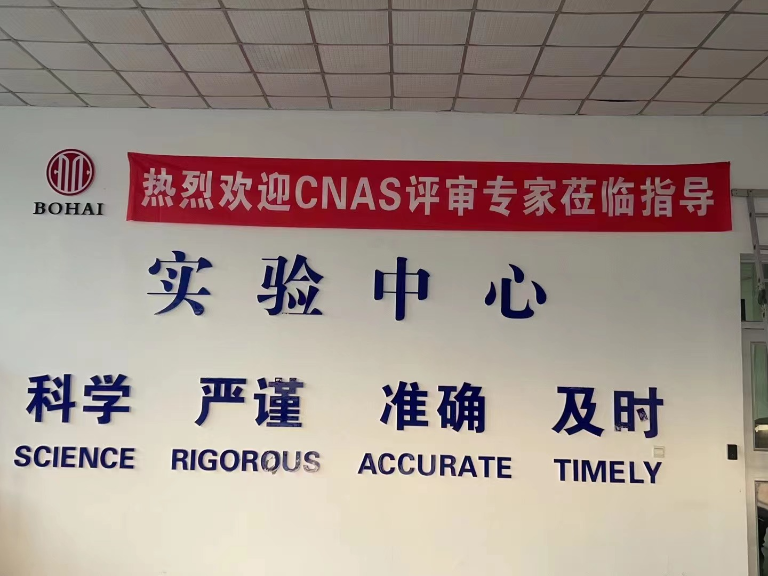 BOHAI
热烈欢迎CNAS评审专家莅临指导
实验中心
科学 严谨 准确 及时
SCIENCE RIGOROUS ACCURATE TIMELY